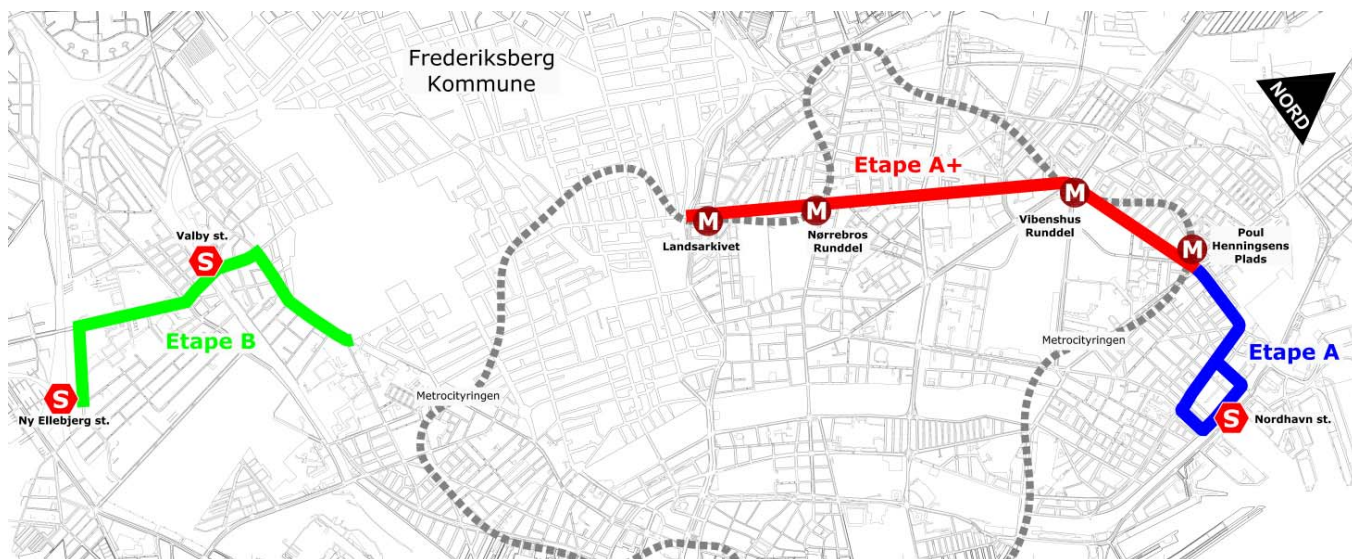 Frederiksberg
Kommune
NORD
Etape A+
M
M
M
M
Landsarkivet
Nørrebros
Runddel
Vibenshus
Runddel
Poul
Henningsens
Plads
Valby st.
S
Etape B
S
Ny Ellebjerg st.
Metrocityringen
Metrocityringen
Etape A
S
Nordhavn st.